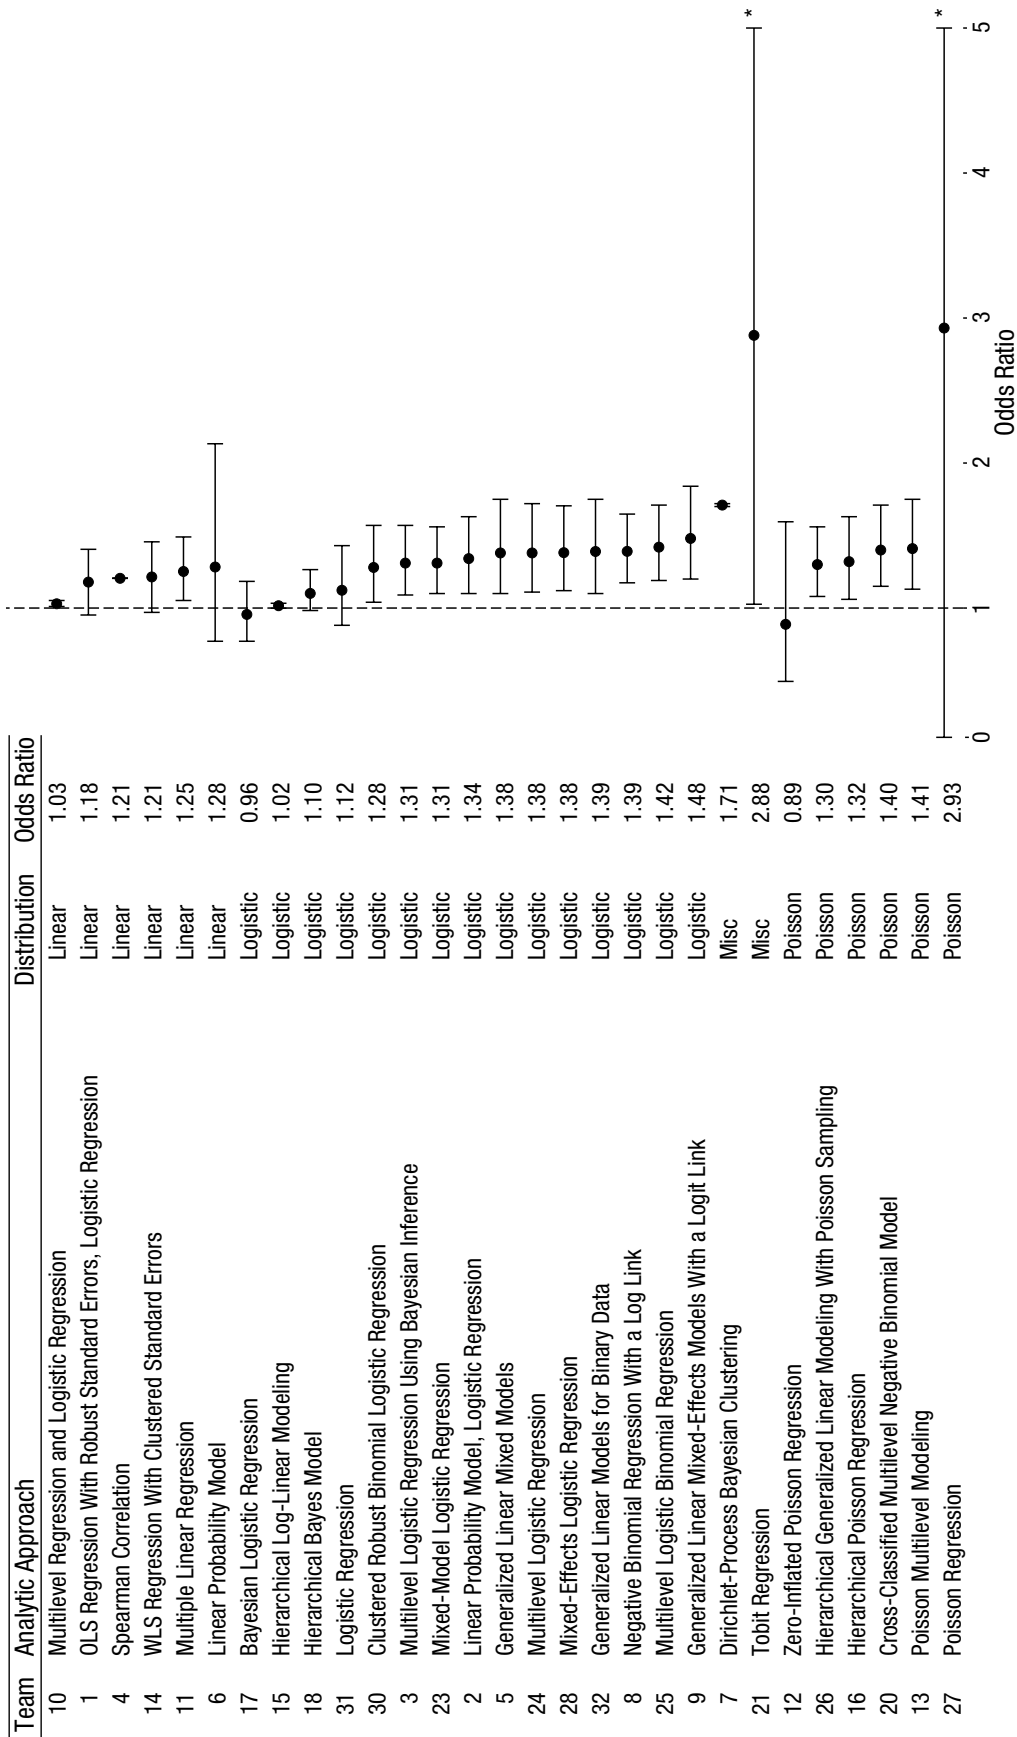 Team Analytic Approach Distribution Odds Ratio
10 Multilevel Regression and Logistic Regression Linear 1.03
1 OLS Regression With Robust Standard Errors, Logistic Regression Linear 1.18
4 Spearman Correlation Linear 1.21
14 WLS Regression With Clustered Standard Errors Linear 1.21
11 Multiple Linear Regression Linear 1.25
6 Linear Probability Model Linear 1.28
17 Bayesian Logistic Regression Logistic 0.96
15 Hierarchical Log-Linear Modeling Logistic 1.02
18 Hierarchical Bayes Model Logistic 1.10
31 Logistic Regression Logistic 1.12
30 Clustered Robust Binomial Logistic Regression Logistic 1.28
3 Multilevel Logistic Regression Using Bayesian Inference Logistic 1.31
23 Mixed-Model Logistic Regression Logistic 1.31
2 Linear Probability Model, Logistic Regression Logistic 1.34
5 Generalized Linear Mixed Models Logistic 1.38
24 Multilevel Logistic Regression Logistic 1.38
28 Mixed-Effects Logistic Regression Logistic 1.38
32 Generalized Linear Models for Binary Data Logistic 1.39
8 Negative Binomial Regression With a Log Link Logistic 1.39
25 Multilevel Logistic Binomial Regression Logistic 1.42
9 Generalized Linear Mixed-Effects Models With a Logit Link Logistic 1.48
7 Dirichlet-Process Bayesian Clustering Misc 1.71
21 Tobit Regression Misc 2.88 *
12 Zero-Inflated Poisson Regression Poisson 0.89
26 Hierarchical Generalized Linear Modeling With Poisson Sampling Poisson 1.30
16 Hierarchical Poisson Regression Poisson 1.32
20 Cross-Classified Multilevel Negative Binomial Model Poisson 1.40
13 Poisson Multilevel Modeling Poisson 1.41
27 Poisson Regression Poisson 2.93 *
0 1 2 3 4 5
Odds Ratio